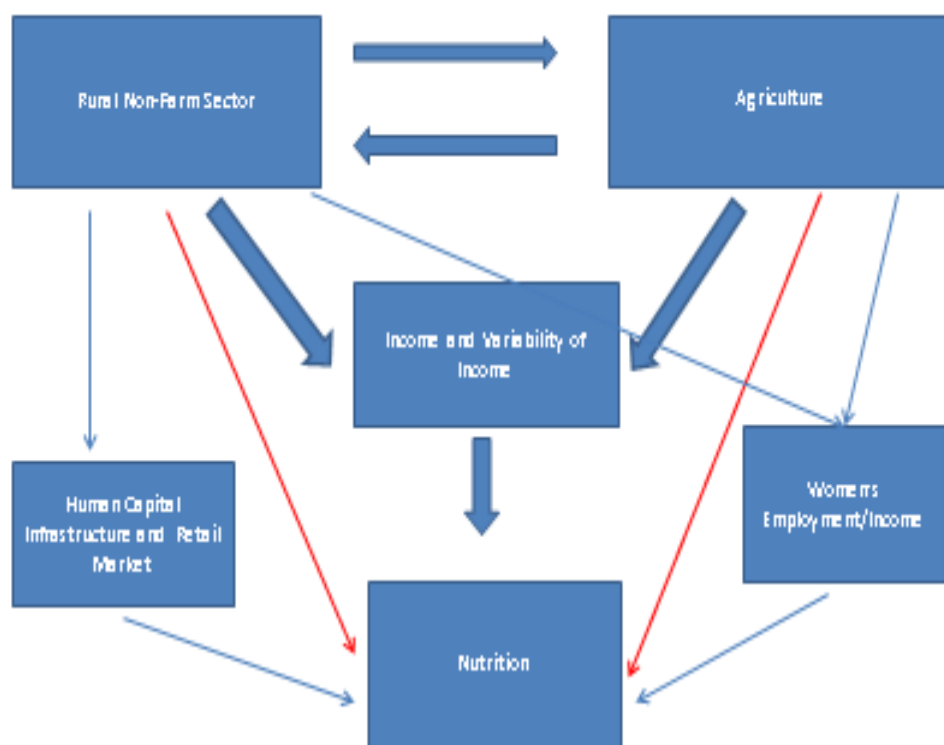 Rural Non-Farm Sector
Agriculture
Income and Variability of
Income
Human Capital
Infrastructure and Retail
Market
Womens
Employment/Income
Nutrition